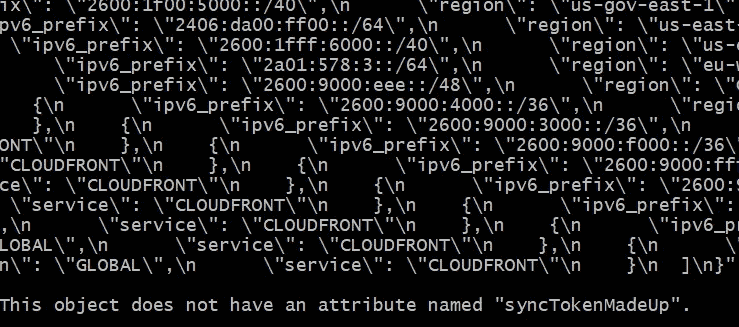 ix\": \"2600:1f00:5000::/40\",\n      \"region\": \"us-gov-east-1\"
ipv6_prefix\": \"2406:da00:ff00::/64\",\n      \"region\": \"us-east-
\"ipv6_prefix\": \"2600:1fff:6000::/40\",\n      \"region\": \"us-
\"ipv6_prefix\": \"2a01:578:3::/64\",\n      \"region\": \"eu-w
\"ipv6_prefix\": \"2600:9000:eee::/48\",\n      \"region\": \"
{\n      \"ipv6_prefix\": \"2600:9000:4000::/36\",\n      \"regi
},\n    {\n      \"ipv6_prefix\": \"2600:9000:3000::/36\",\n
ONT\"\n    },\n    {\n      \"ipv6_prefix\": \"2600:9000:f000::/36\
"CLOUDFRONT\"\n    },\n    {\n      \"ipv6_prefix\": \"2600:9000:fff
ce\": \"CLOUDFRONT\"\n    },\n    {\n      \"ipv6_prefix\": \"2600:9
\"service\": \"CLOUDFRONT\"\n    },\n    {\n      \"ipv6_prefix\
,\n      \"service\": \"CLOUDFRONT\"\n    },\n    {\n      \"ipv6_p
LOBAL\",\n      \"service\": \"CLOUDFRONT\"\n    },\n    {\n      \
n\": \"GLOBAL\",\n      \"service\": \"CLOUDFRONT\"\n    }\n  ]\n}"
This object does not have an attribute named "syncTokenMadeUp".